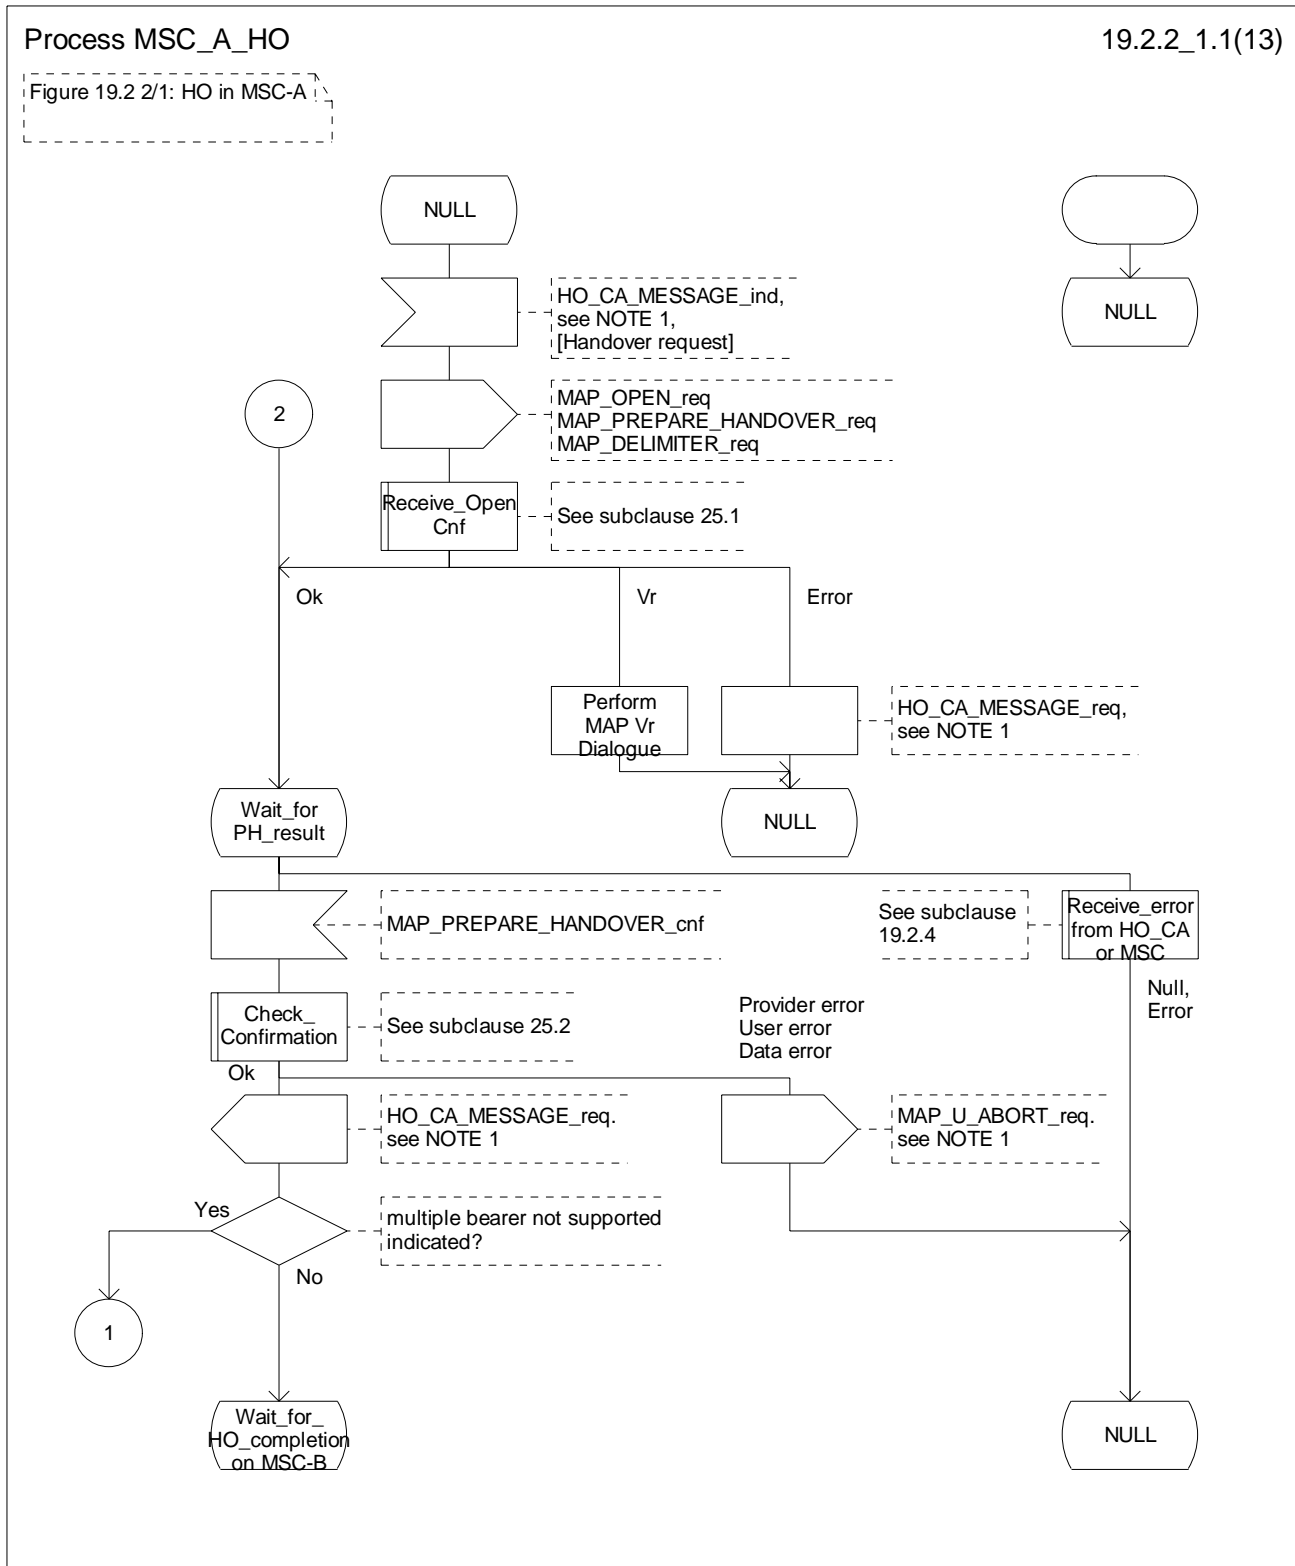 Process MSC_A_HO
19.2.2_1.1(13)
Figure 19.2 2/1: HO in MSC-A
NULL
HO_CA_MESSAGE_ind,
see NOTE 1,
[Handover request]
NULL
2
MAP_OPEN_req
MAP_PREPARE_HANDOVER_req
MAP_DELIMITER_req
Receive_Open
Cnf
See subclause 25.1
Ok
Vr
Error
Perform
MAP Vr
Dialogue
HO_CA_MESSAGE_req,
see NOTE 1
Wait_for
PH_result
NULL
MAP_PREPARE_HANDOVER_cnf
See subclause
19.2.4
Receive_error
from HO_CA
or MSC
Null,
Error
Check_
Confirmation
See subclause 25.2
Provider error
User error
Data error
Ok
HO_CA_MESSAGE_req.
see NOTE 1
MAP_U_ABORT_req.
see NOTE 1
Yes
multiple bearer not supported
indicated?
No
1
Wait_for_
HO_completion
on MSC-B
NULL